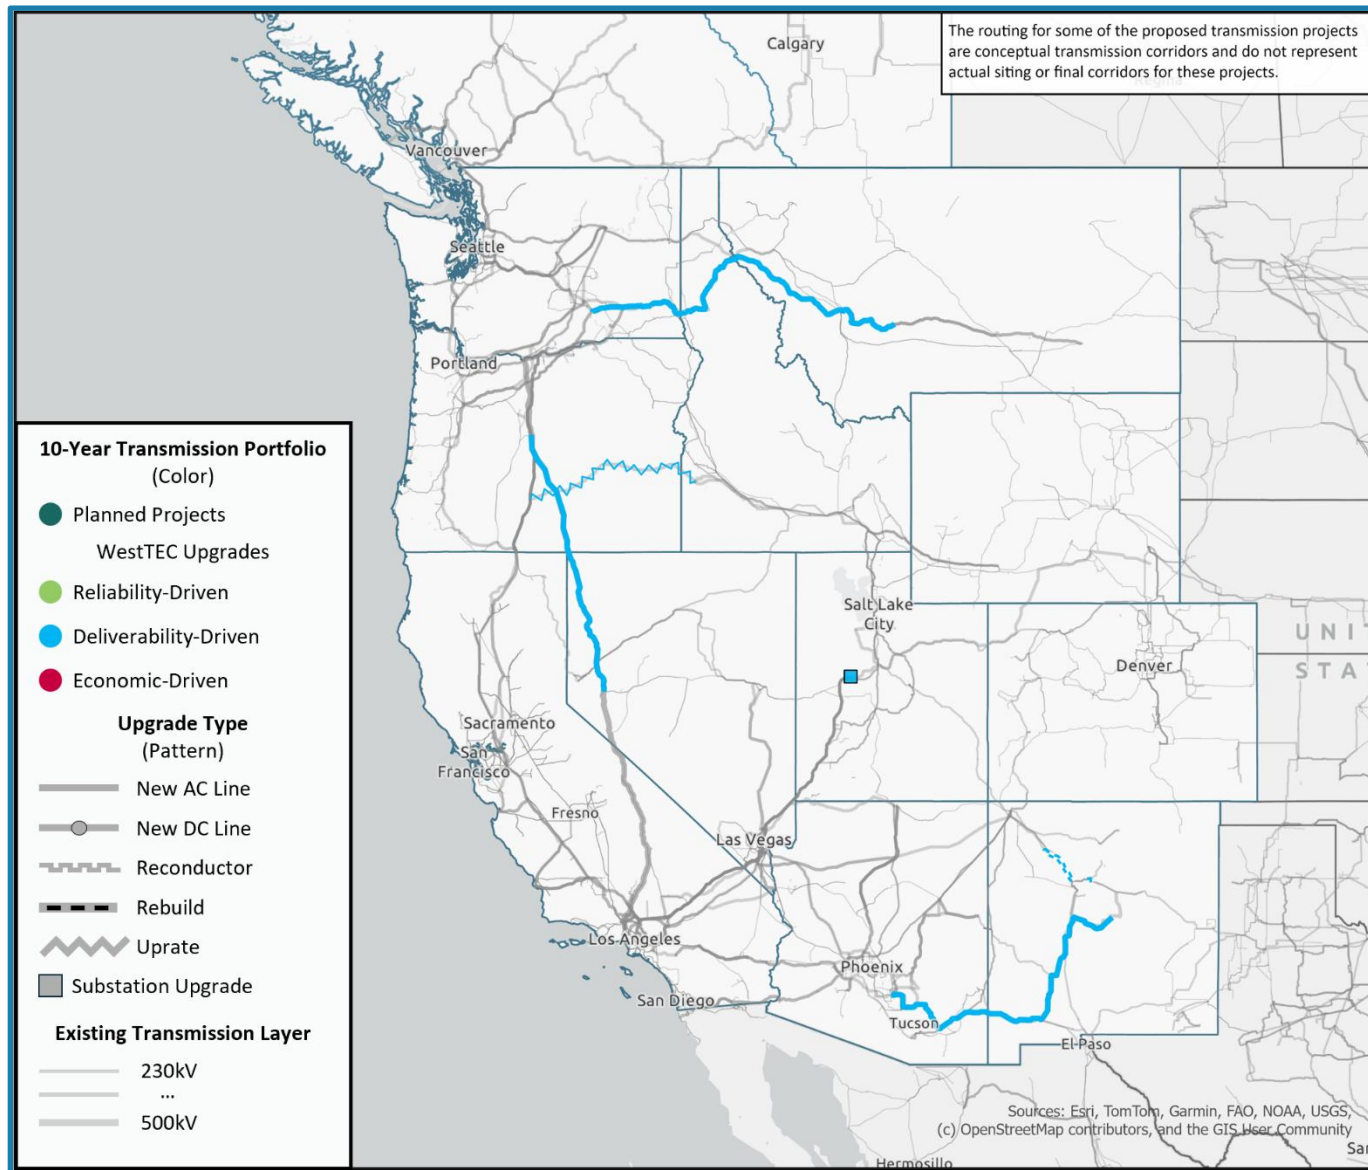 The routing for some of the proposed transmission projects
are conceptual transmission corridors and do not represent
actual siting or final corridors for these projects.
Calgary
Vancouver
Seattle
Portland
Salt Lake
City
UNIT
STA
Denver
Sacramento
San
Francisco
Fresno
Las Vegas
Los Angeles
Phoenix
San Diego
Tucson
El Paso
Hermosillo
10-Year Transmission Portfolio
(Color)
Planned Projects
WestTEC Upgrades
Reliability-Driven
Deliverability-Driven
Economic-Driven
Upgrade Type
(Pattern)
New AC Line
New DC Line
Reconductor
Rebuild
Uprate
Substation Upgrade
Existing Transmission Layer
230kV
...
500kV
Sources: Esri, TomTom, Garmin, FAO, NOAA, USGS,
(c) OpenStreetMap contributors, and the GIS User Community
Sa